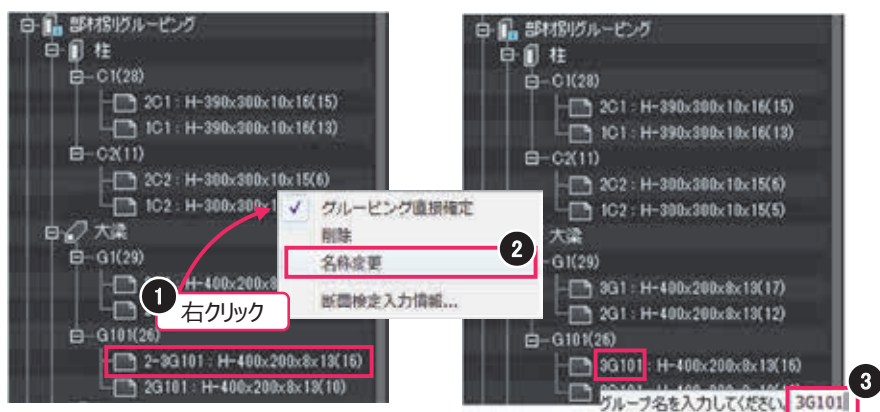 部材別グルーピング
柱
C1(28)
2C1 : H-390x300x10x16(15)
1C1 : H-390x300x10x16(13)
C2(11)
2C2 : H-300x300x10x15(6)
1C2 : H-300x300x1
大梁
G1(29)
H-400x200x8
G101(26)
2-3G101 : H-400x200x8x13(16)
2G101 : H-400x200x8x13(10)
グルーピング直接確定
削除
名称変更
断面検定入力情報...
1
右クリック
2
部材別グルーピング
柱
C1(28)
2C1 : H-390x300x10x16(15)
1C1 : H-390x300x10x16(13)
C2(11)
2C2 : H-300x300x10x15(6)
1C2 : H-300x300x10x15(5)
大梁
G1(29)
3G1 : H-400x200x8x13(17)
2G1 : H-400x200x8x13(12)
G101(26)
3G101 : H-400x200x8x13(16)
グループ名を入力してください. 3G101
3